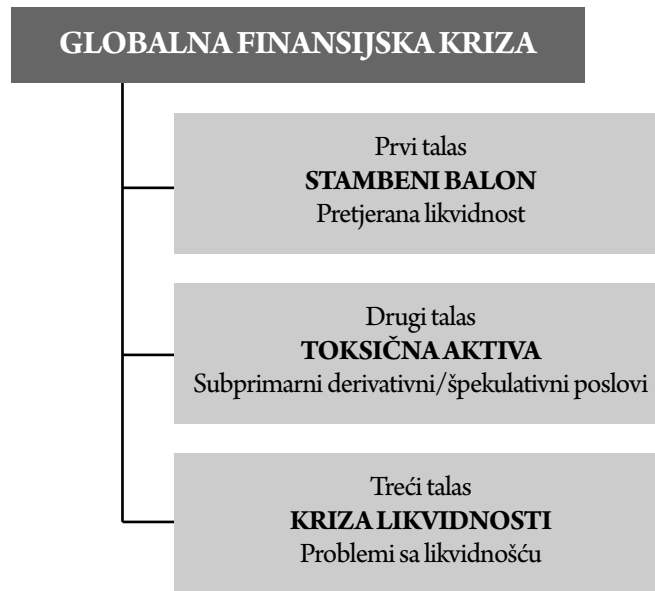 GLOBALNA FINANSIJSKA KRIZA
Prvi talas
STAMBENI BALON
Pretjerana likvidnost
Drugi talas
TOKSIČNA AKTIVA
Subprimarni derivativni/špekulativni poslovi
Treći talas
KRIZA LIKVIDNOSTI
Problemi sa likvidnošću